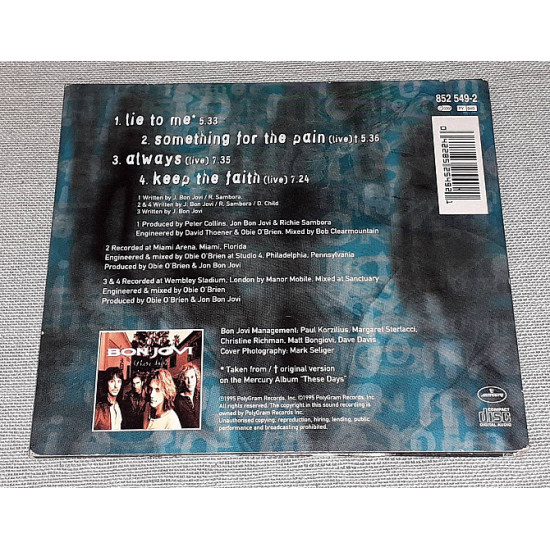 852 549-2
1. lie to me* 5.33
2. something for the pain (live) † 5.36
3. always (live) 7.35
4. keep the faith (live) 7.24
1 Written by J. Bon Jovi / R. Sambora
2 & 4 Written by J. Bon Jovi / R. Sambora / D. Child
3 Written by J. Bon Jovi
1 Produced by Peter Collins, Jon Bon Jovi & Richie Sambora
Engineered by David Thoener & Obie O'Brien. Mixed by Bob Clearmountain
2 Recorded at Miami Arena, Miami, Florida
Engineered & mixed by Obie O'Brien at Studio 4, Philadelphia, Pennsylvania
Produced by Obie O'Brien & Jon Bon Jovi
3 & 4 Recorded at Wembley Stadium, London by Manor Mobile. Mixed at Sanctuary
Engineered & mixed by Obie O'Brien
Produced by Obie O'Brien & Jon Bon Jovi
BON JOVI
Bon Jovi Management: Paul Korzilius, Margaret Sterlacci,
Christine Richman, Matt Bongiovi, Dave Davis
Cover Photography: Mark Seliger
* Taken from / † original version
on the Mercury Album "These Days"
℗1995 PolyGram Records Inc. ©1995 PolyGram Records Inc.
All rights reserved. The copyright in this sound recording is
owned by PolyGram Records Inc.
Unauthorised copying, reproduction, hiring, lending, public
performance and broadcasting prohibited.
COMPACT
disc
DIGITAL AUDIO